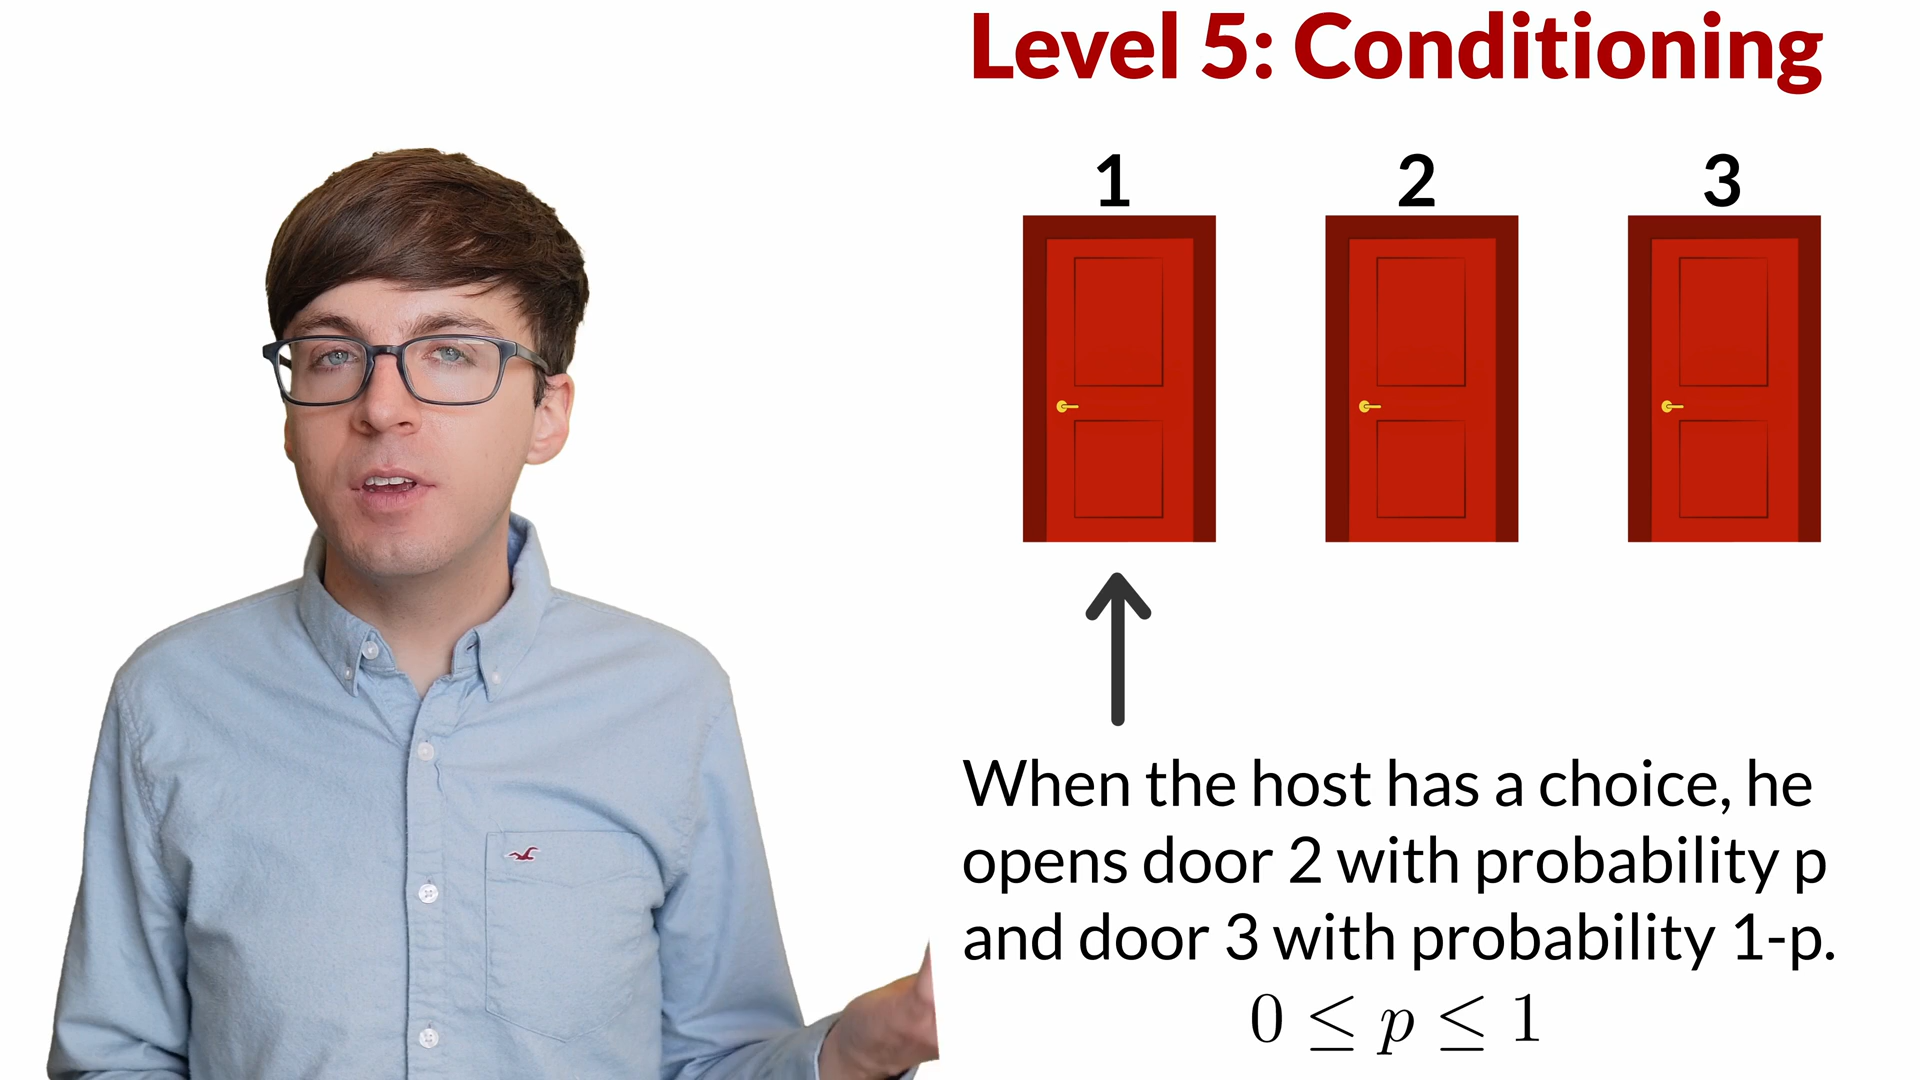 Level 5: Conditioning
1 2 3
When the host has a choice, he
opens door 2 with probability p
and door 3 with probability 1-p.
0 ≤ p ≤ 1